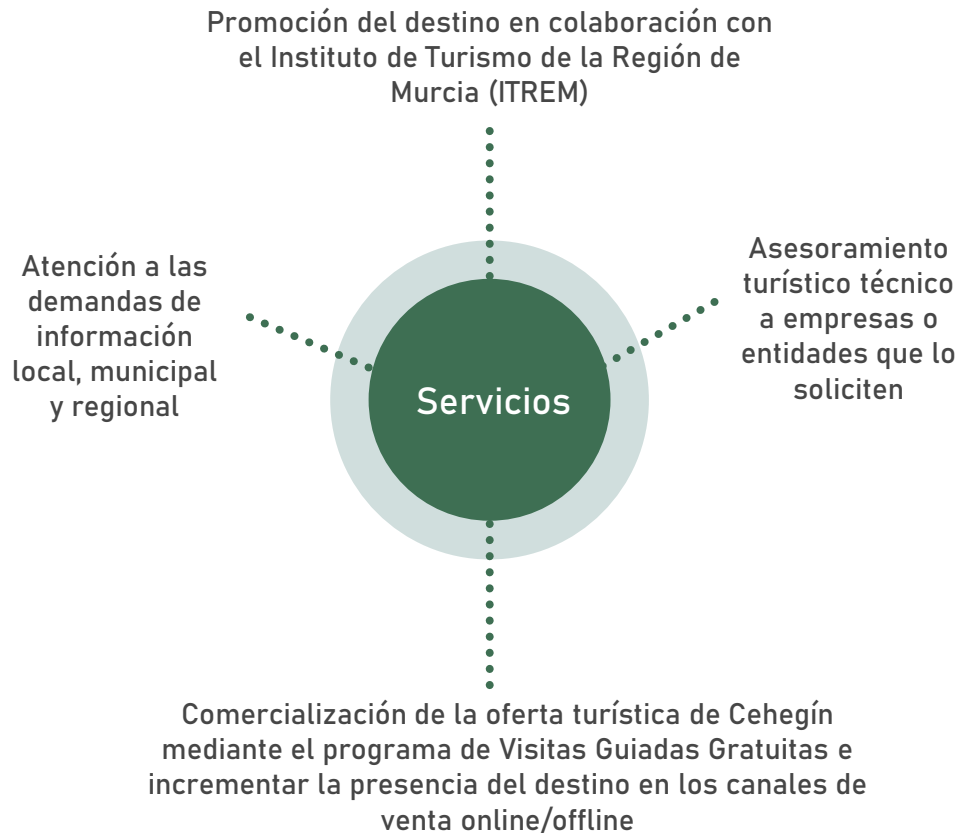 Promoción del destino en colaboración con
el Instituto de Turismo de la Región de
Murcia (ITREM)
Atención a las
demandas de
información
local, municipal
y regional
Servicios
Asesoramiento
turístico técnico
a empresas o
entidades que lo
soliciten
Comercialización de la oferta turística de Cehegín
mediante el programa de Visitas Guiadas Gratuitas e
incrementar la presencia del destino en los canales de
venta online/offline